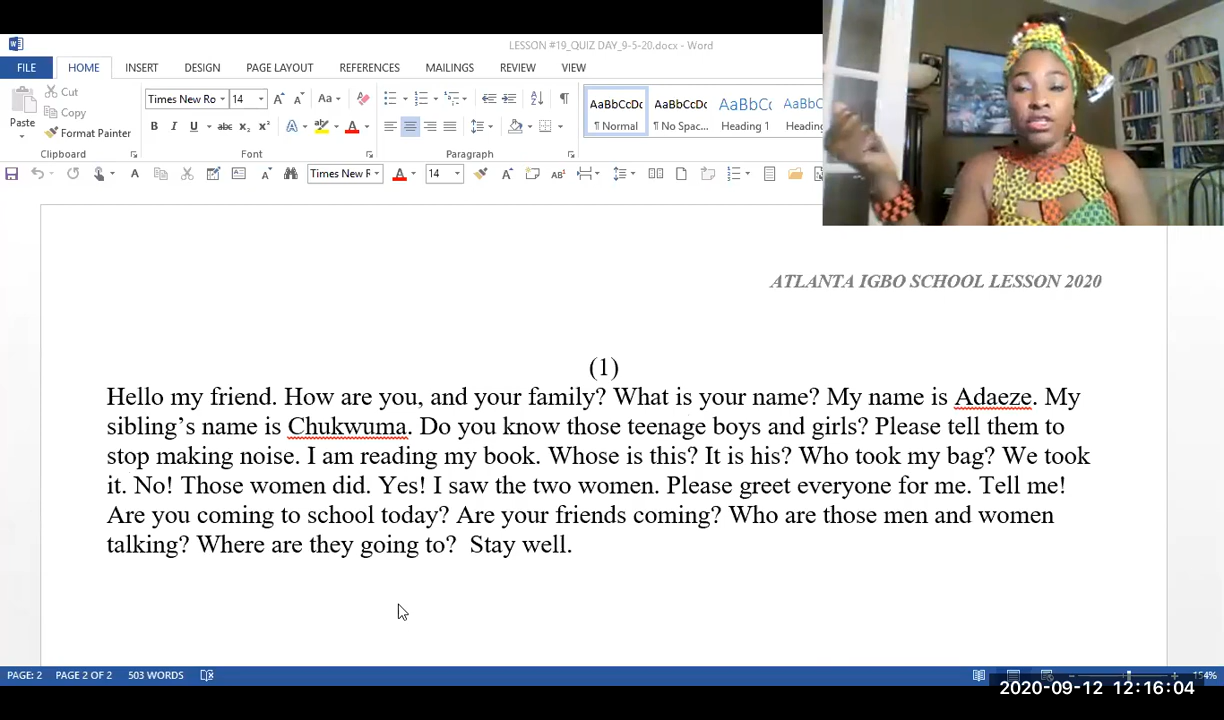 LESSON #19_QUIZ DAY_9-5-20.docx - Word
FILE HOME INSERT DESIGN PAGE LAYOUT REFERENCES MAILINGS REVIEW VIEW
Paste
Cut
Copy
Format Painter
Clipboard
Times New Ro 14
Font
Paragraph
AaBbCcDc AaBbCcDc AaBbCc AaBbCc
¶ Normal ¶ No Spac... Heading 1 Heading
Times New R 14
ATLANTA IGBO SCHOOL LESSON 2020
(1)
Hello my friend. How are you, and your family? What is your name? My name is Adaeze. My
sibling’s name is Chukwuma. Do you know those teenage boys and girls? Please tell them to
stop making noise. I am reading my book. Whose is this? It is his? Who took my bag? We took
it. No! Those women did. Yes! I saw the two women. Please greet everyone for me. Tell me!
Are you coming to school today? Are your friends coming? Who are those men and women
talking? Where are they going to?  Stay well.
PAGE: 2 PAGE 2 OF 2 503 WORDS 154%
2020-09-12 12:16:04